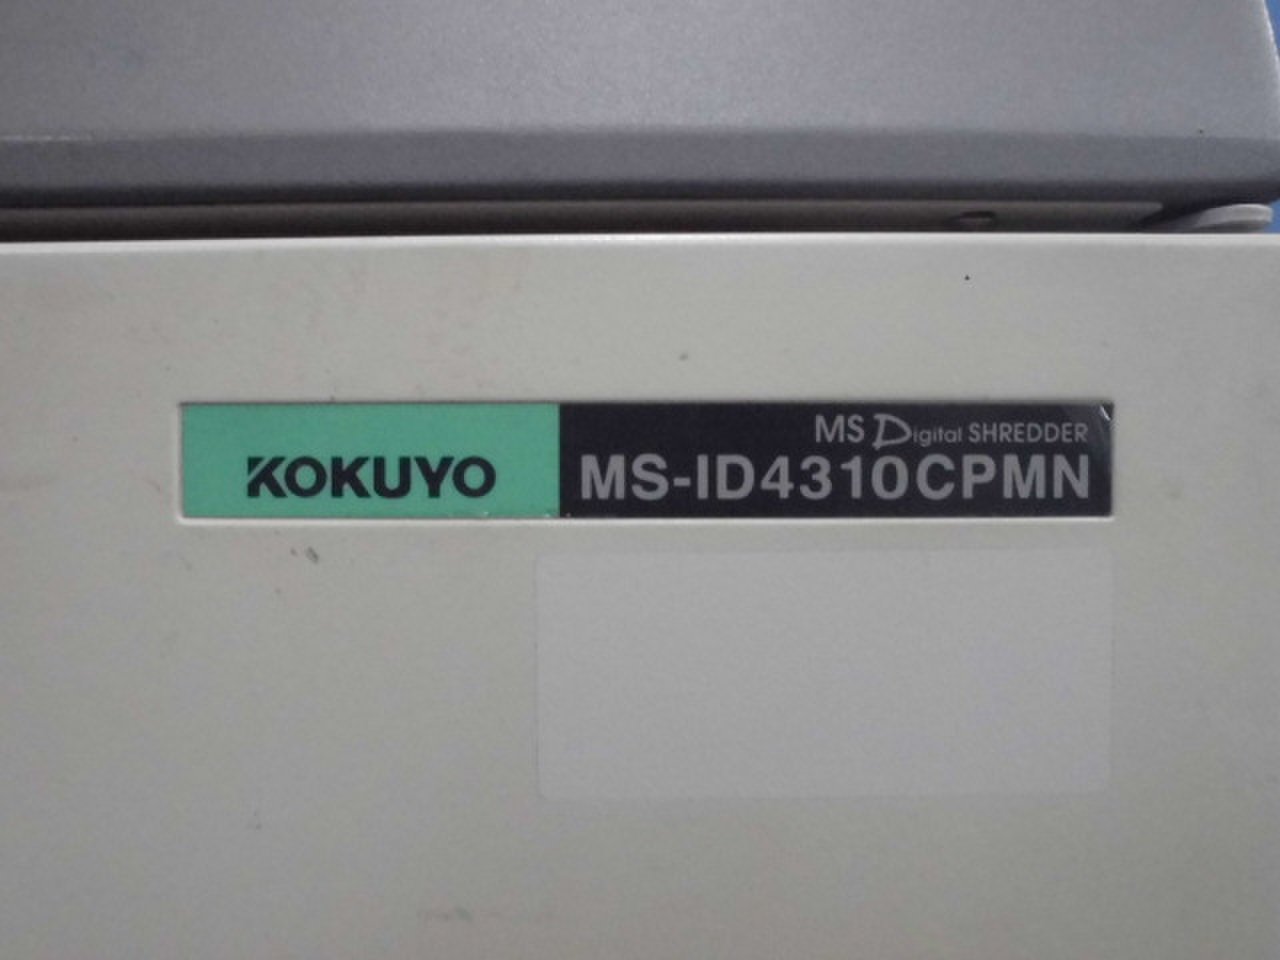 KOKUYO
MS Digital SHREDDER
MS-ID4310CPMN